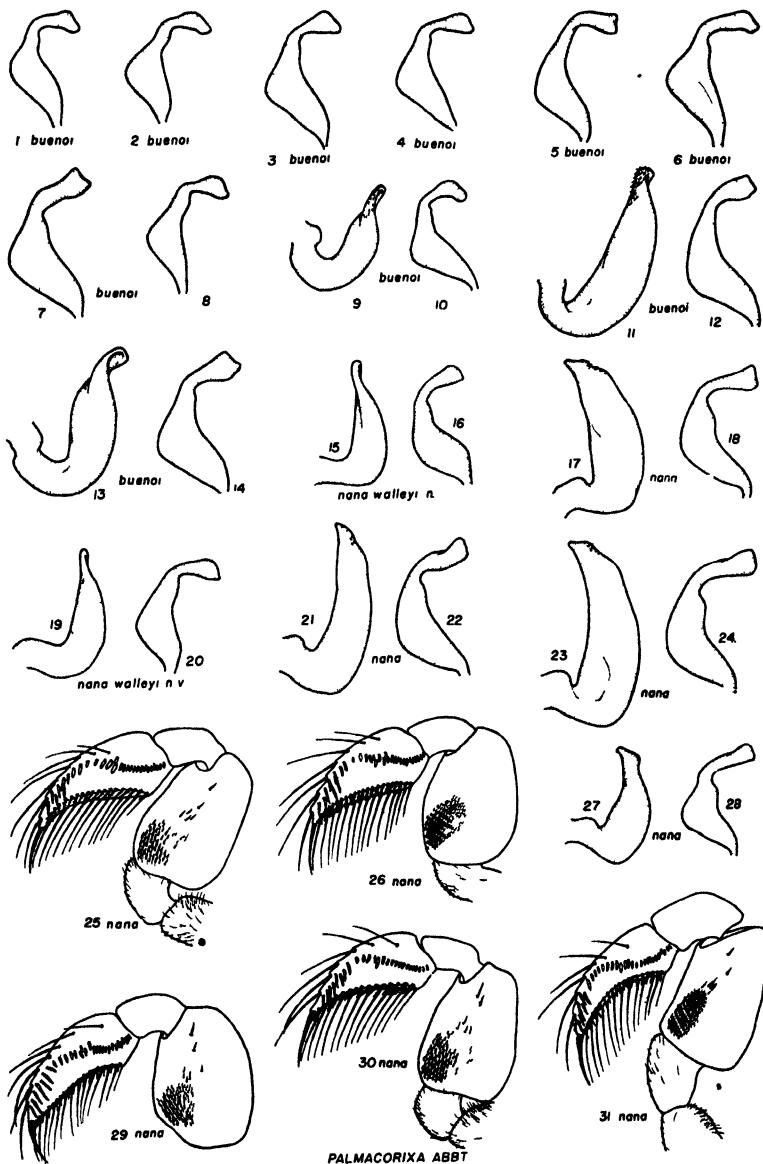 1 buenoi
2 buenoi
3 buenoi
4 buenoi
5 buenoi
6 buenoi
7
buenoi
8
9
buenoi
10
11
buenoi
12
13
buenoi
14
15
16
nana walleyi n.
17
nana
18
19
20
nana walleyi n v
21
nana
22
23
nana
24.
25 nana
26 nana
27
nana
28
29 nana
30 nana
31 nana
PALMACORIXA ABBT